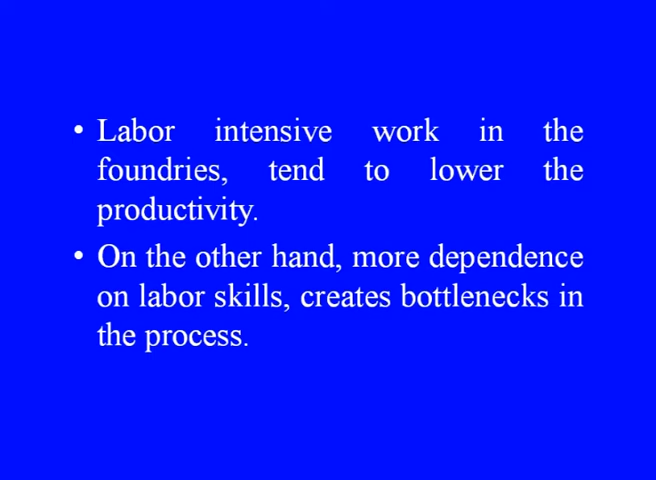 • Labor intensive work in the
foundries, tend to lower the
productivity.
• On the other hand, more dependence
on labor skills, creates bottlenecks in
the process.